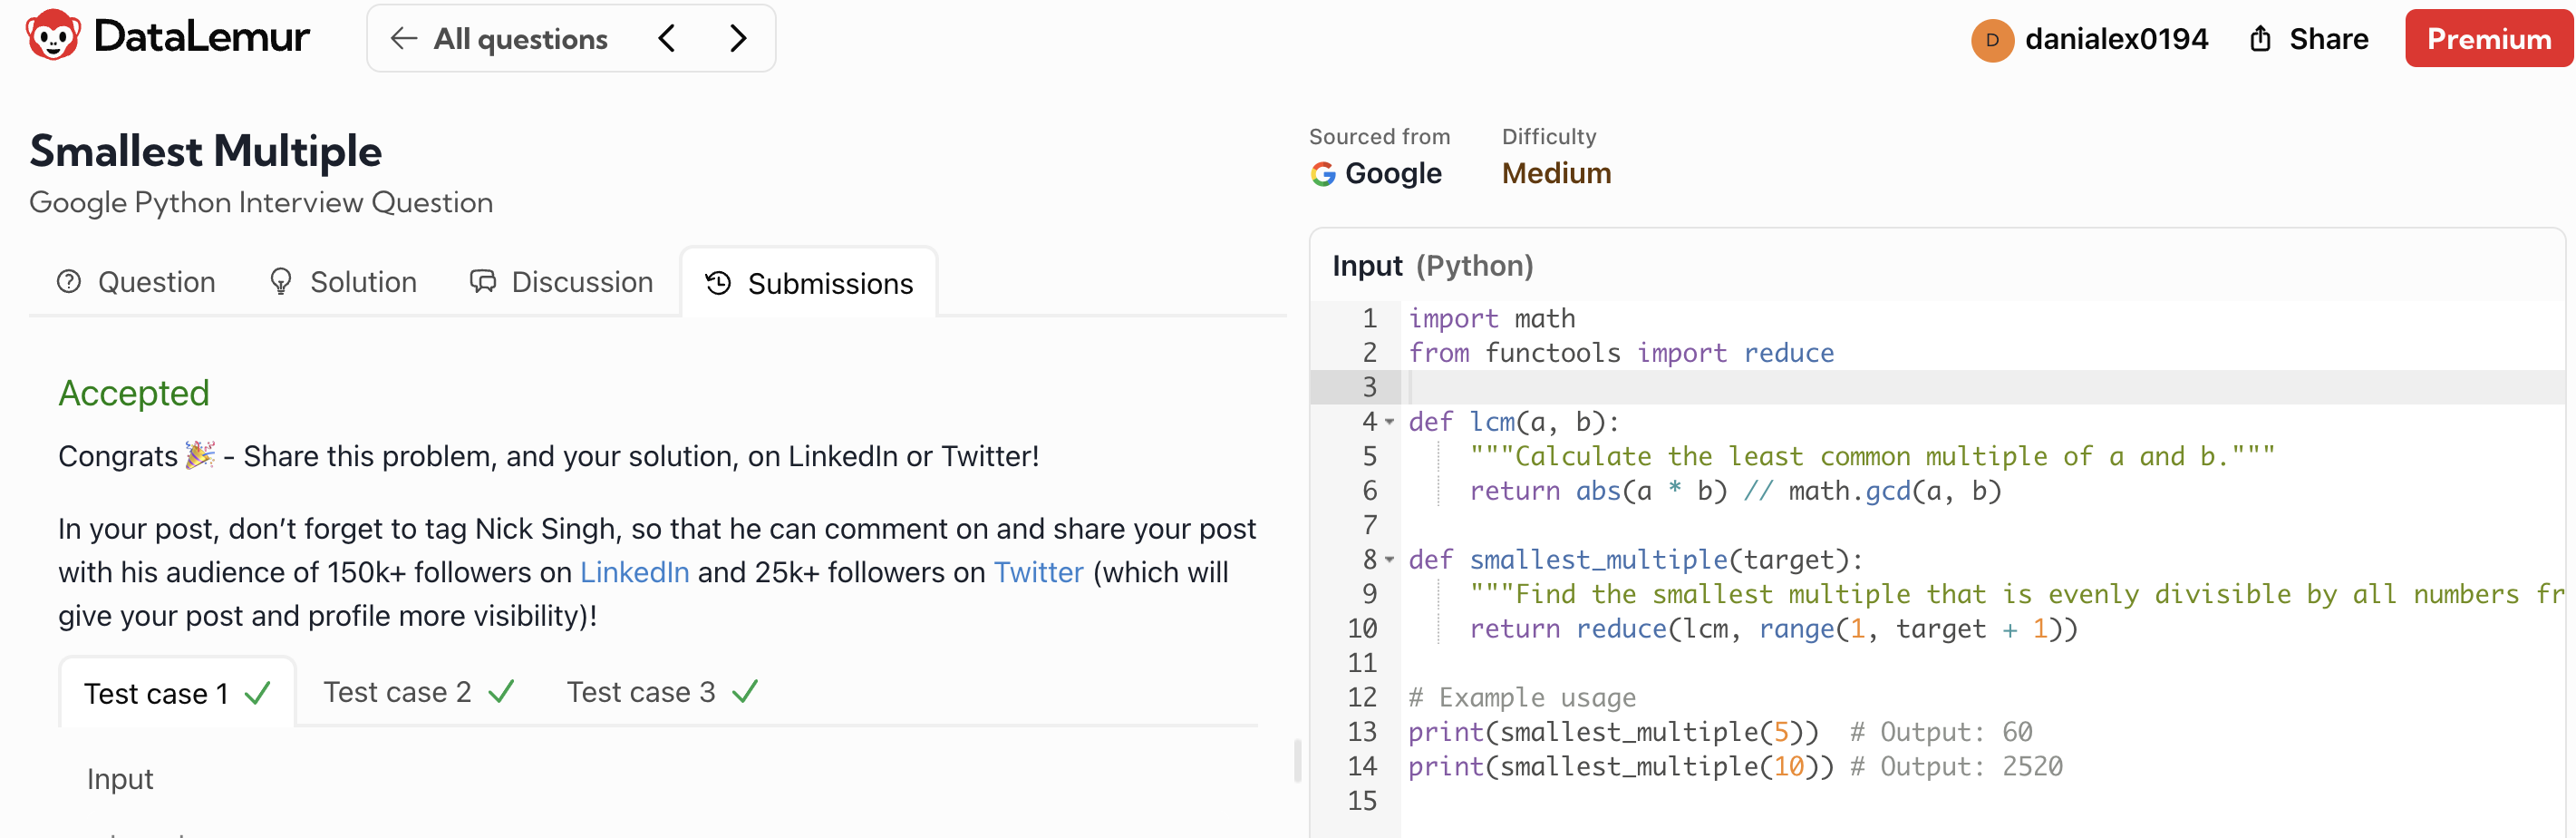 DataLemur
All questions
danialex0194
Share
Premium
Smallest Multiple
Google Python Interview Question
Sourced from
Google
Difficulty
Medium
Question
Solution
Discussion
Submissions
Accepted
Congrats 🎉 - Share this problem, and your solution, on LinkedIn or Twitter!
In your post, don’t forget to tag Nick Singh, so that he can comment on and share your post
with his audience of 150k+ followers on LinkedIn and 25k+ followers on Twitter (which will
give your post and profile more visibility)!
Test case 1
Test case 2
Test case 3
Input
Input (Python)
1 import math
2 from functools import reduce
3
4 def lcm(a, b):
5     """Calculate the least common multiple of a and b."""
6     return abs(a * b) // math.gcd(a, b)
7
8 def smallest_multiple(target):
9     """Find the smallest multiple that is evenly divisible by all numbers fr
10     return reduce(lcm, range(1, target + 1))
11
12 # Example usage
13 print(smallest_multiple(5))  # Output: 60
14 print(smallest_multiple(10)) # Output: 2520
15